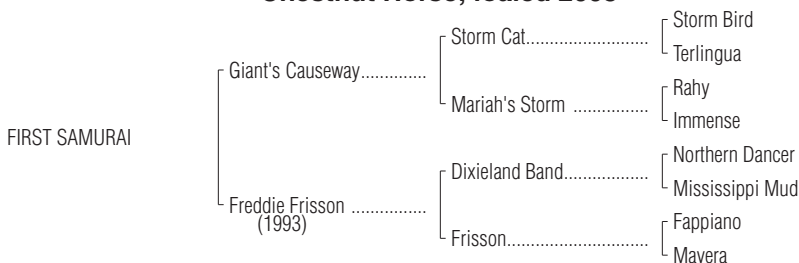 Storm Bird
Storm Cat..............................
Terlingua
Giant's Causeway..............
Rahy
Mariah's Storm ..................
Immense
FIRST SAMURAI
Northern Dancer
Dixieland Band....................
Mississippi Mud
Freddie Frisson ..................
(1993)
Fappiano
Frisson..................................
Mavera